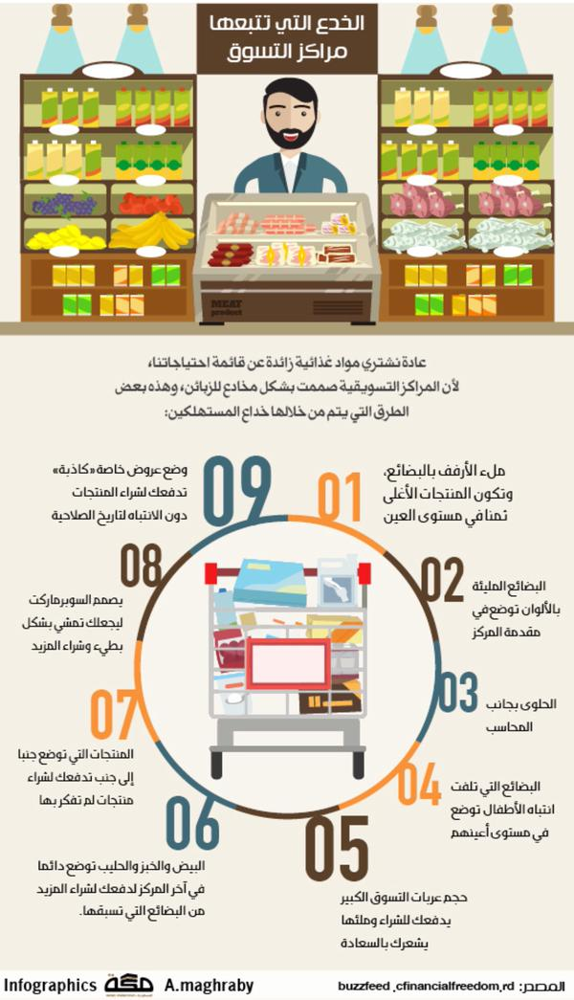 الخدع التي تتبعها
مراكز التسوق
MEAT
product
عادة نشتري مواد غذائية زائدة عن قائمة احتياجاتنا،
لأن المراكز التسويقية صممت بشكل مخادع للزبائن، وهذه بعض
الطرق التي يتم من خلالها خداع المستهلكين:
01
ملء الأرفف بالبضائع،
وتكون المنتجات الأغلى
ثمنا في مستوى العين
02
البضائع المليئة
بالألوان توضع في
مقدمة المركز
03
الحلوى بجانب
المحاسب
04
البضائع التي تلفت
انتباه الأطفال توضع
في مستوى أعينهم
05
حجم عربات التسوق الكبير
يدفعك للشراء وملئها
يشعرك بالسعادة
06
البيض والخبز والحليب توضع دائما
في آخر المركز لدفعك لشراء المزيد
من البضائع التي تسبقها.
07
المنتجات التي توضع جنبا
إلى جنب تدفعك لشراء
منتجات لم تفكر بها
08
يصمم السوبرماركت
ليجعلك تمشي بشكل
بطيء وشراء المزيد
09
وضع عروض خاصة «كاذبة»
تدفعك لشراء المنتجات
دون الانتباه لتاريخ الصلاحية
Infographics مكة A.maghraby
المصدر: buzzfeed ,cfinancialfreedom,rd